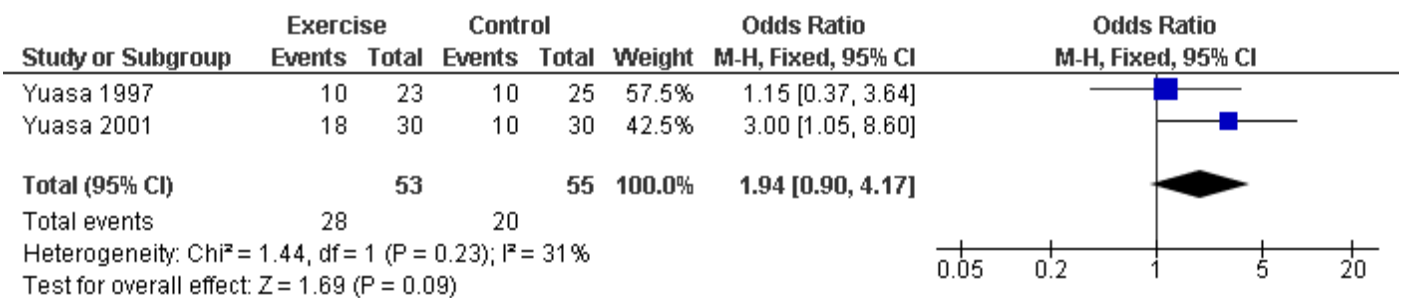 Exercise Control Odds Ratio Odds Ratio
Study or Subgroup Events Total Events Total Weight M-H, Fixed, 95% CI M-H, Fixed, 95% CI
Yuasa 1997 10 23 10 25 57.5% 1.15 [0.37, 3.64]
Yuasa 2001 18 30 10 30 42.5% 3.00 [1.05, 8.60]
Total (95% CI) 53 55 100.0% 1.94 [0.90, 4.17]
Total events 28 20
Heterogeneity: Chi² = 1.44, df = 1 (P = 0.23); I² = 31%
Test for overall effect: Z = 1.69 (P = 0.09)
0.05 0.2 1 5 20